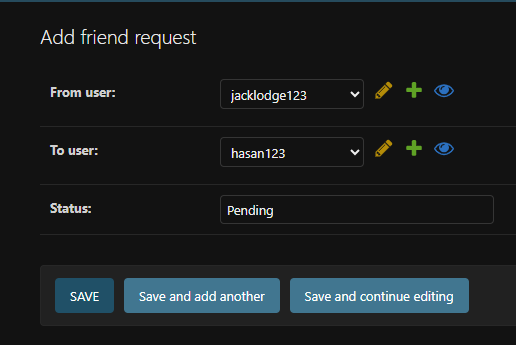 Add friend request
From user: jacklodge123
To user: hasan123
Status: Pending
SAVE Save and add another Save and continue editing